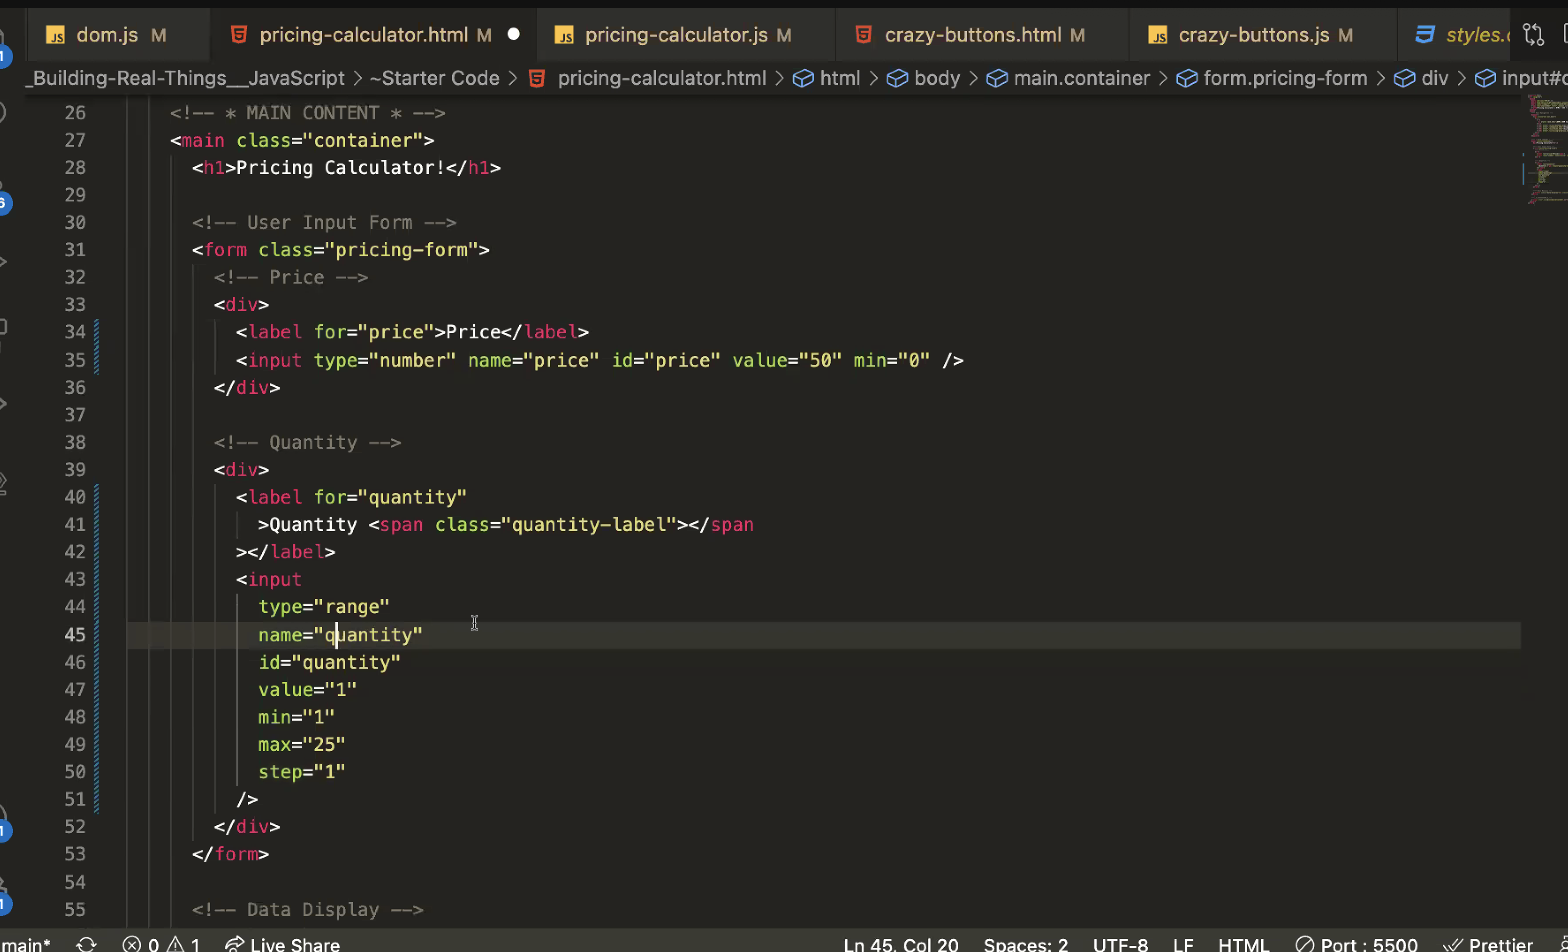 dom.js M pricing-calculator.html M pricing-calculator.js M crazy-buttons.html M crazy-buttons.js M
_Building-Real-Things__JavaScript > ~Starter Code > pricing-calculator.html > html > body > main.container > form.pricing-form > div >
26 <!-- * MAIN CONTENT * -->
27 <main class="container">
28 <h1>Pricing Calculator!</h1>
29
30 <!-- User Input Form -->
31 <form class="pricing-form">
32 <!-- Price -->
33 <div>
34 <label for="price">Price</label>
35 <input type="number" name="price" id="price" value="50" min="0" />
36 </div>
37
38 <!-- Quantity -->
39 <div>
40 <label for="quantity"
41 >Quantity <span class="quantity-label"></span
42 ></label>
43 <input
44 type="range"
45 name="quantity"
46 id="quantity"
47 value="1"
48 min="1"
49 max="25"
50 step="1"
51 />
52 </div>
53 </form>
54
55 <!-- Data Display -->
main* 0 1 Live Share Ln 45, Col 20 Spaces: 2 UTF-8 LF HTML Port : 5500 Prettier